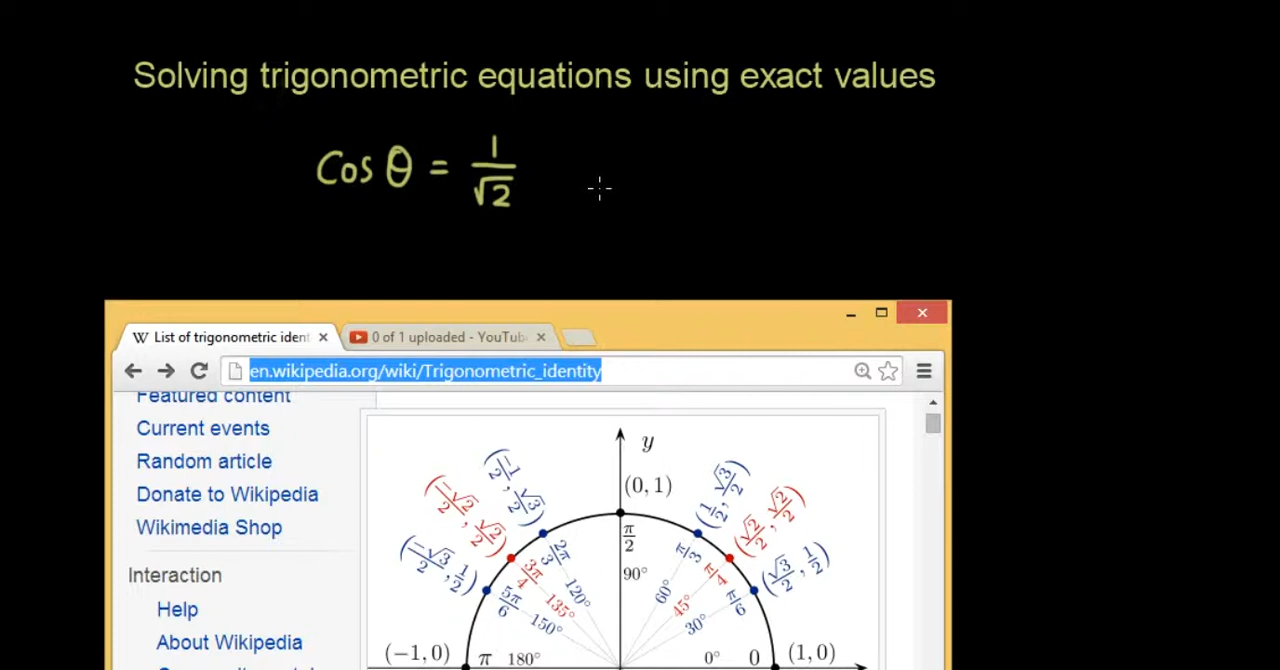 Solving trigonometric equations using exact values
Cos θ = 1/√2
List of trigonometric ident
0 of 1 uploaded - YouTub
en.wikipedia.org/wiki/Trigonometric_identity
Featured content
Current events
Random article
Donate to Wikipedia
Wikimedia Shop
Interaction
Help
About Wikipedia
y
(0, 1)
(-1/2, √3/2)
(1/2, √3/2)
(-√2/2, √2/2)
(√2/2, √2/2)
(-√3/2, 1/2)
(√3/2, 1/2)
π/2
90°
2π/3
120°
π/3
60°
3π/4
135°
π/4
45°
5π/6
150°
π/6
30°
(−1, 0)
π
180°
0°
0
(1, 0)